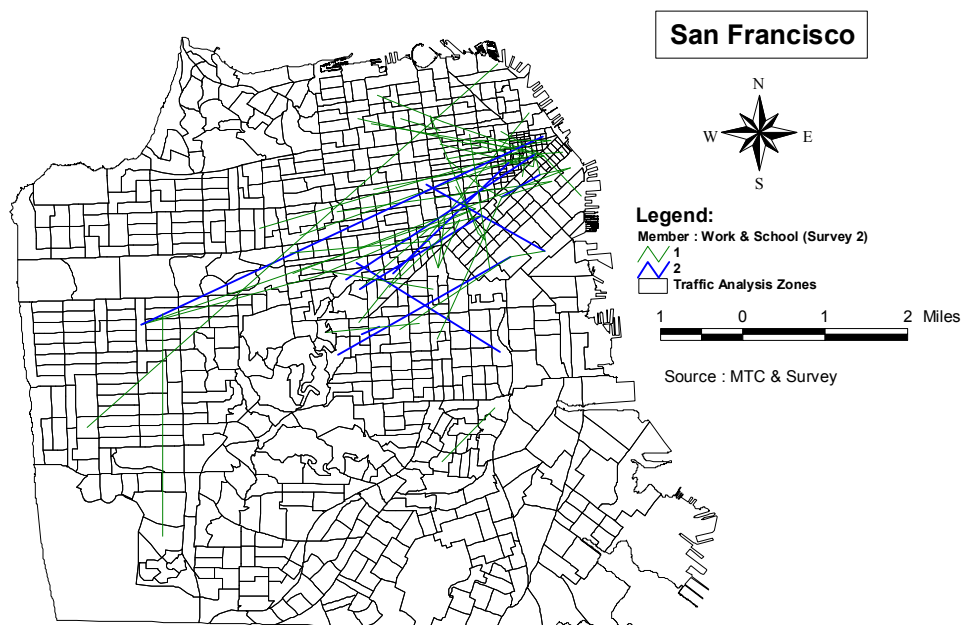 San Francisco
N
W
E
S
Legend:
Member : Work & School (Survey 2)
1
2
Traffic Analysis Zones
1 0 1 2 Miles
Source : MTC & Survey